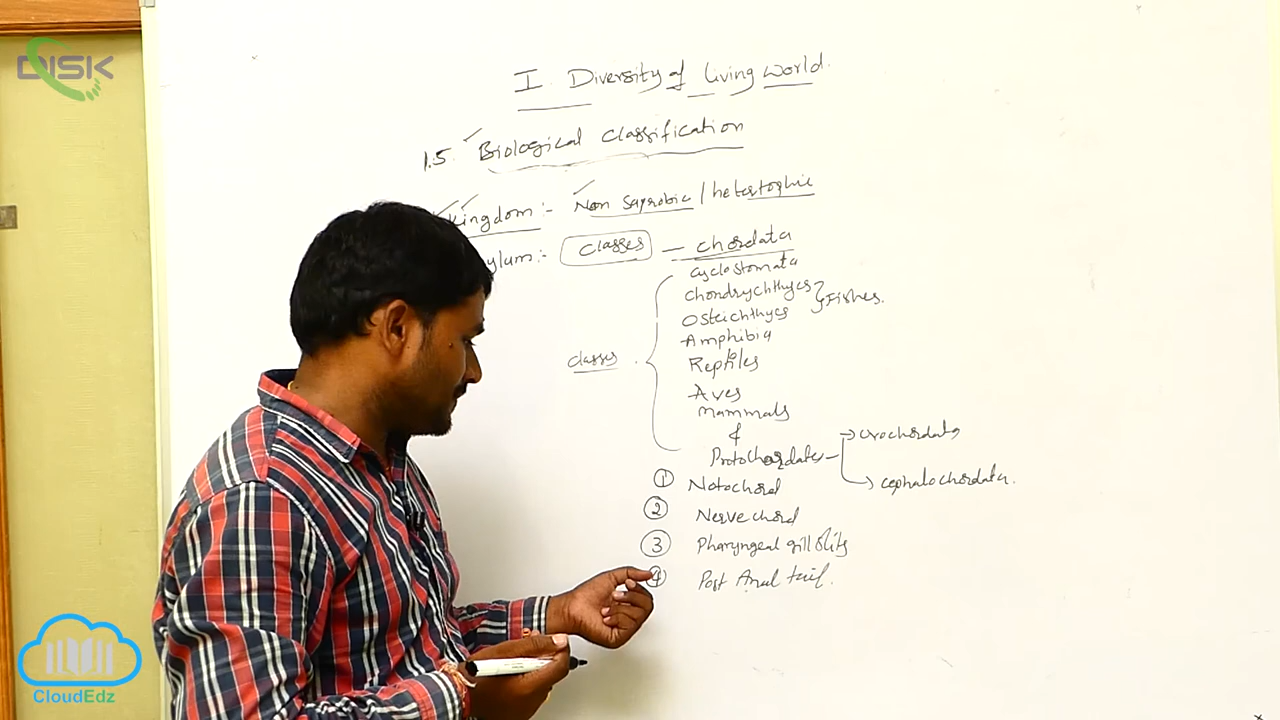 DISK
I. Diversity of living world.
1.5. Biological classification
Kingdom:- Non saprobic / hetertophic
ylum:- classes — chordata
cyclostomata
chondrychthyes
Osteichthyes
Fishes.
Amphibia
classes
Reptiles
Aves
mammals
&
Protochordates
urochordata
cephalochordata.
1 Notochord
2 Nerve chord
3 Pharyngeal gill slits
4 Post Anal tail.
CloudEdz